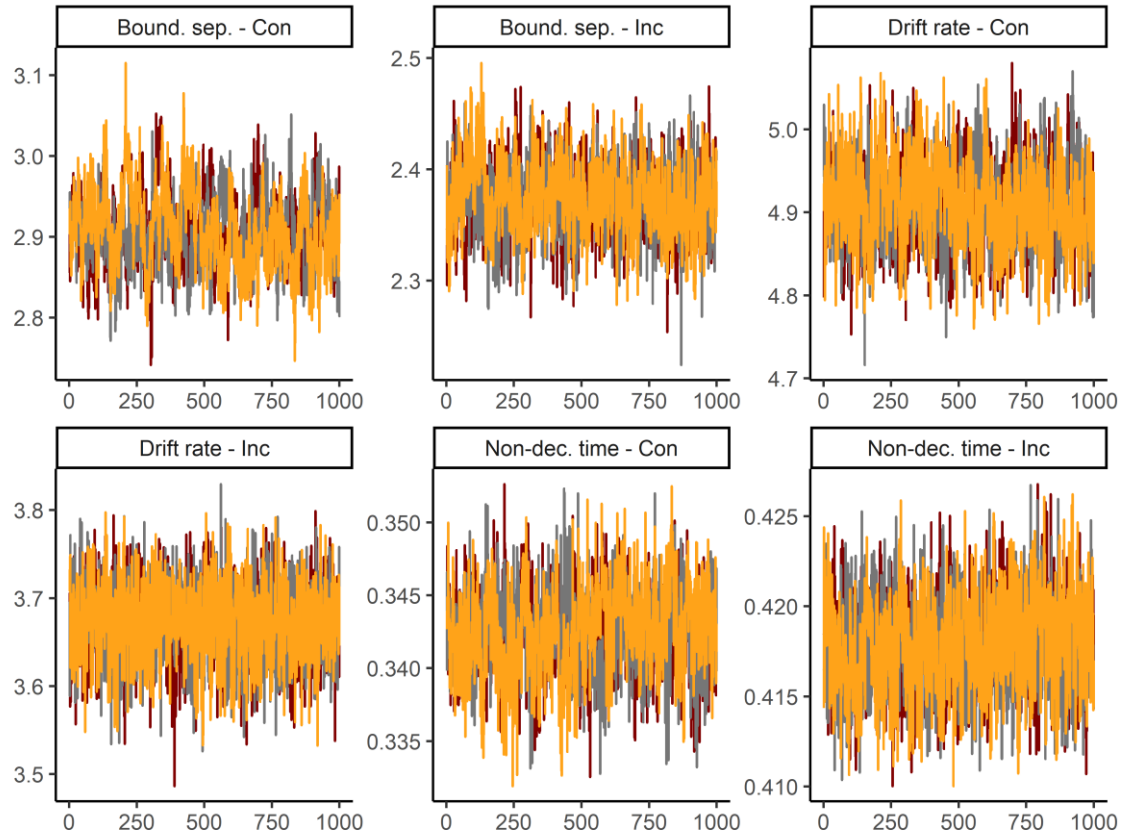 Bound. sep. - Con
Bound. sep. - Inc
Drift rate - Con
3.1
3.0
2.9
2.8
0 250 500 750 1000
2.5
2.4
2.3
0 250 500 750 1000
5.0
4.9
4.8
4.7
0 250 500 750 1000
Drift rate - Inc
Non-dec. time - Con
Non-dec. time - Inc
3.8
3.7
3.6
3.5
0 250 500 750 1000
0.350
0.345
0.340
0.335
0 250 500 750 1000
0.425
0.420
0.415
0.410
0 250 500 750 1000